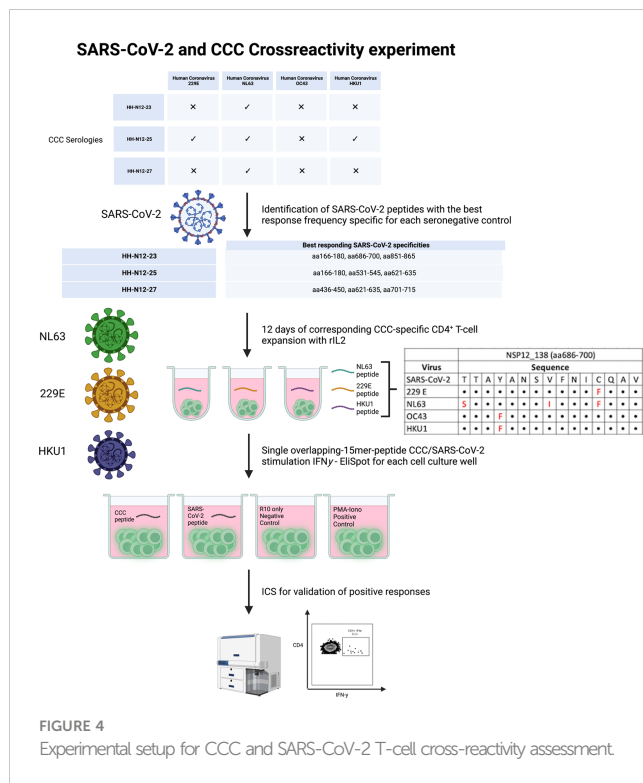 SARS-CoV-2 and CCC Crossreactivity experiment
Human Coronavirus 229E Human Coronavirus NL63 Human Coronavirus OC43 Human Coronavirus HKU1
HH-N12-23 ✕ ✓ ✕ ✕
CCC Serologies
HH-N12-25 ✓ ✓ ✕ ✓
HH-N12-27 ✕ ✓ ✕ ✕
SARS-CoV-2
Identification of SARS-CoV-2 peptides with the best
response frequency specific for each seronegative control
Best responding SARS-CoV-2 specificities
HH-N12-23 aa166-180, aa686-700, aa851-865
HH-N12-25 aa166-180, aa531-545, aa621-635
HH-N12-27 aa436-450, aa621-635, aa701-715
NL63
12 days of corresponding CCC-specific CD4⁺ T-cell
expansion with rIL2
229E
NL63
peptide
229E
peptide
HKU1
peptide
NSP12_138 (aa686-700)
Virus Sequence
SARS-CoV-2 T T A Y A N S V F N I C Q A V
229 E • • • • • • • • • • • F • • •
NL63 S • • • • • • I • • • F • • •
OC43 • • • F • • • • • • • • • • •
HKU1 • • • F • • • • • • • • • • •
HKU1
Single overlapping-15mer-peptide CCC/SARS-CoV-2
stimulation IFNγ - EliSpot for each cell culture well
CCC
peptide
SARS-
CoV-2
peptide
R10 only
Negative
Control
PMA-Iono
Positive
Control
ICS for validation of positive responses
CD4
IFN-γ
FIGURE 4
Experimental setup for CCC and SARS-CoV-2 T-cell cross-reactivity assessment.